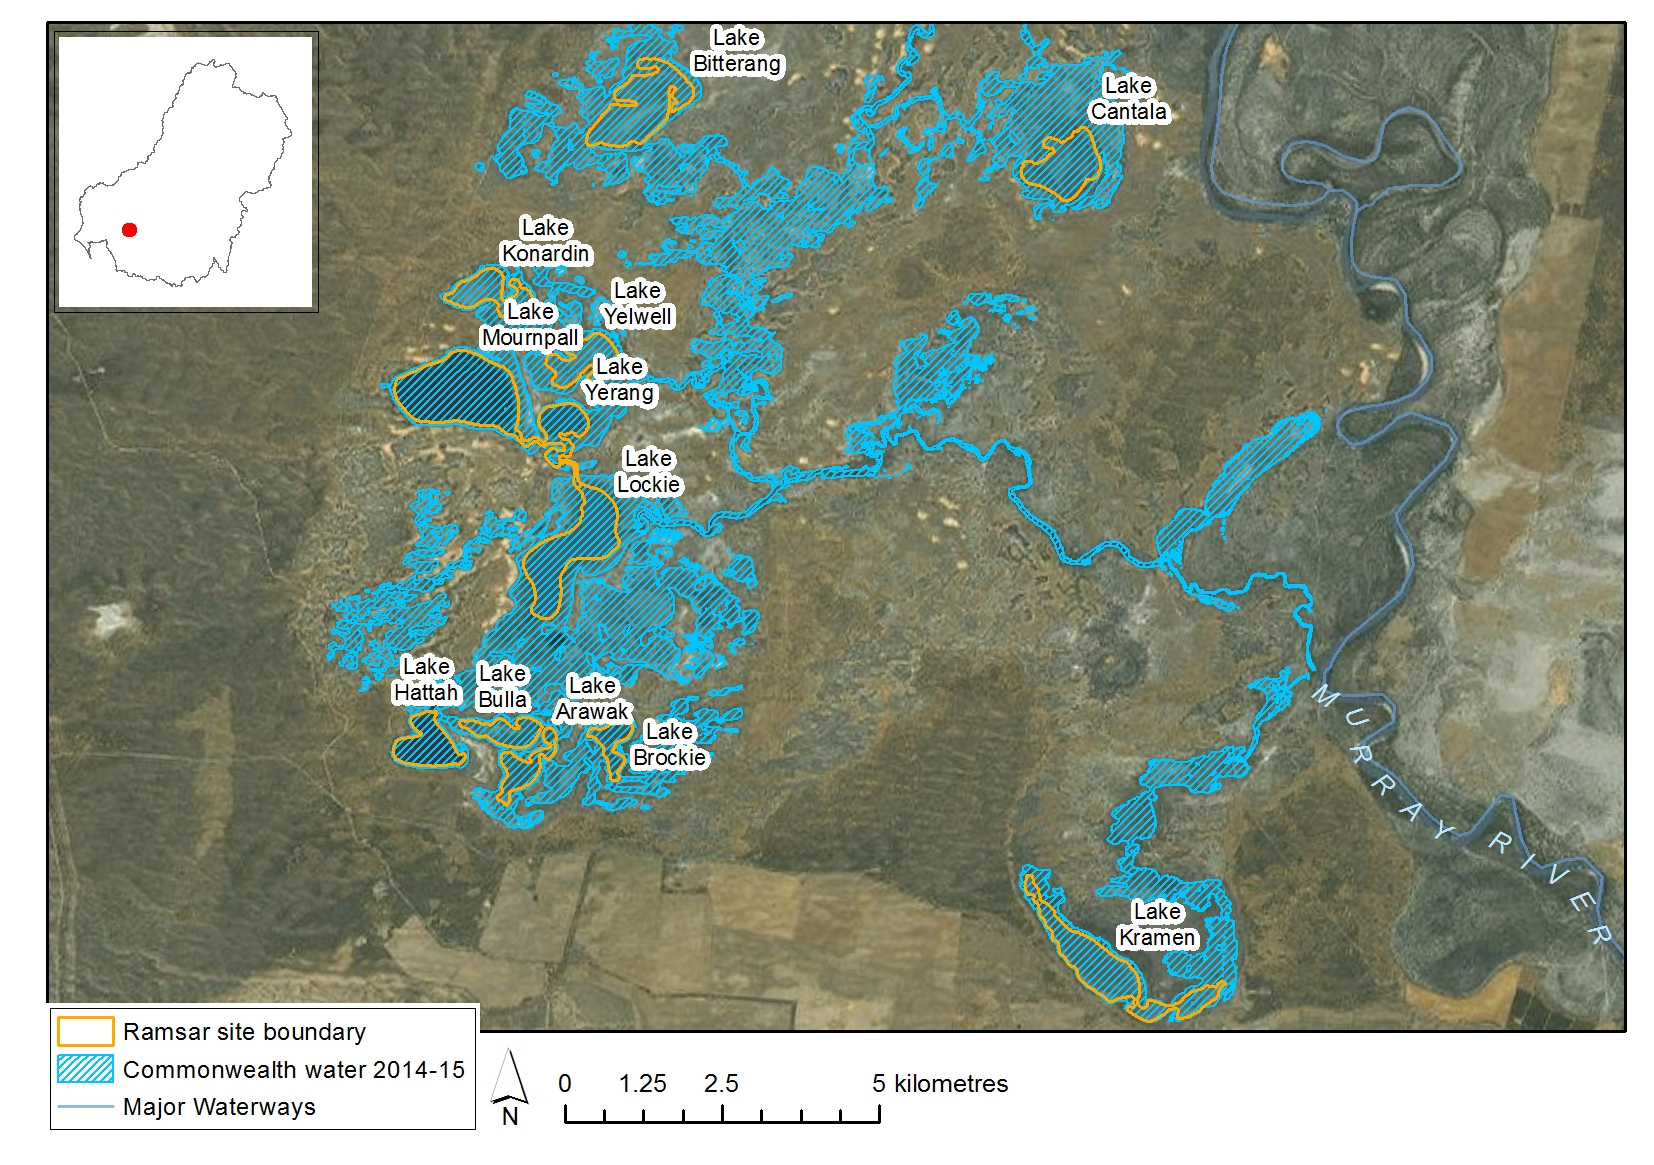 Lake
Bitterang
Lake
Cantala
Lake
Konardin
Lake
Yelwell
Lake
Mournpall
Lake
Yerang
Lake
Lockie
Lake
Hattah
Lake
Bulla
Lake
Arawak
Lake
Brockie
MURRAY RIVER
Lake
Kramen
Ramsar site boundary
Commonwealth water 2014-15
Major Waterways
N
0 1.25 2.5 5 kilometres